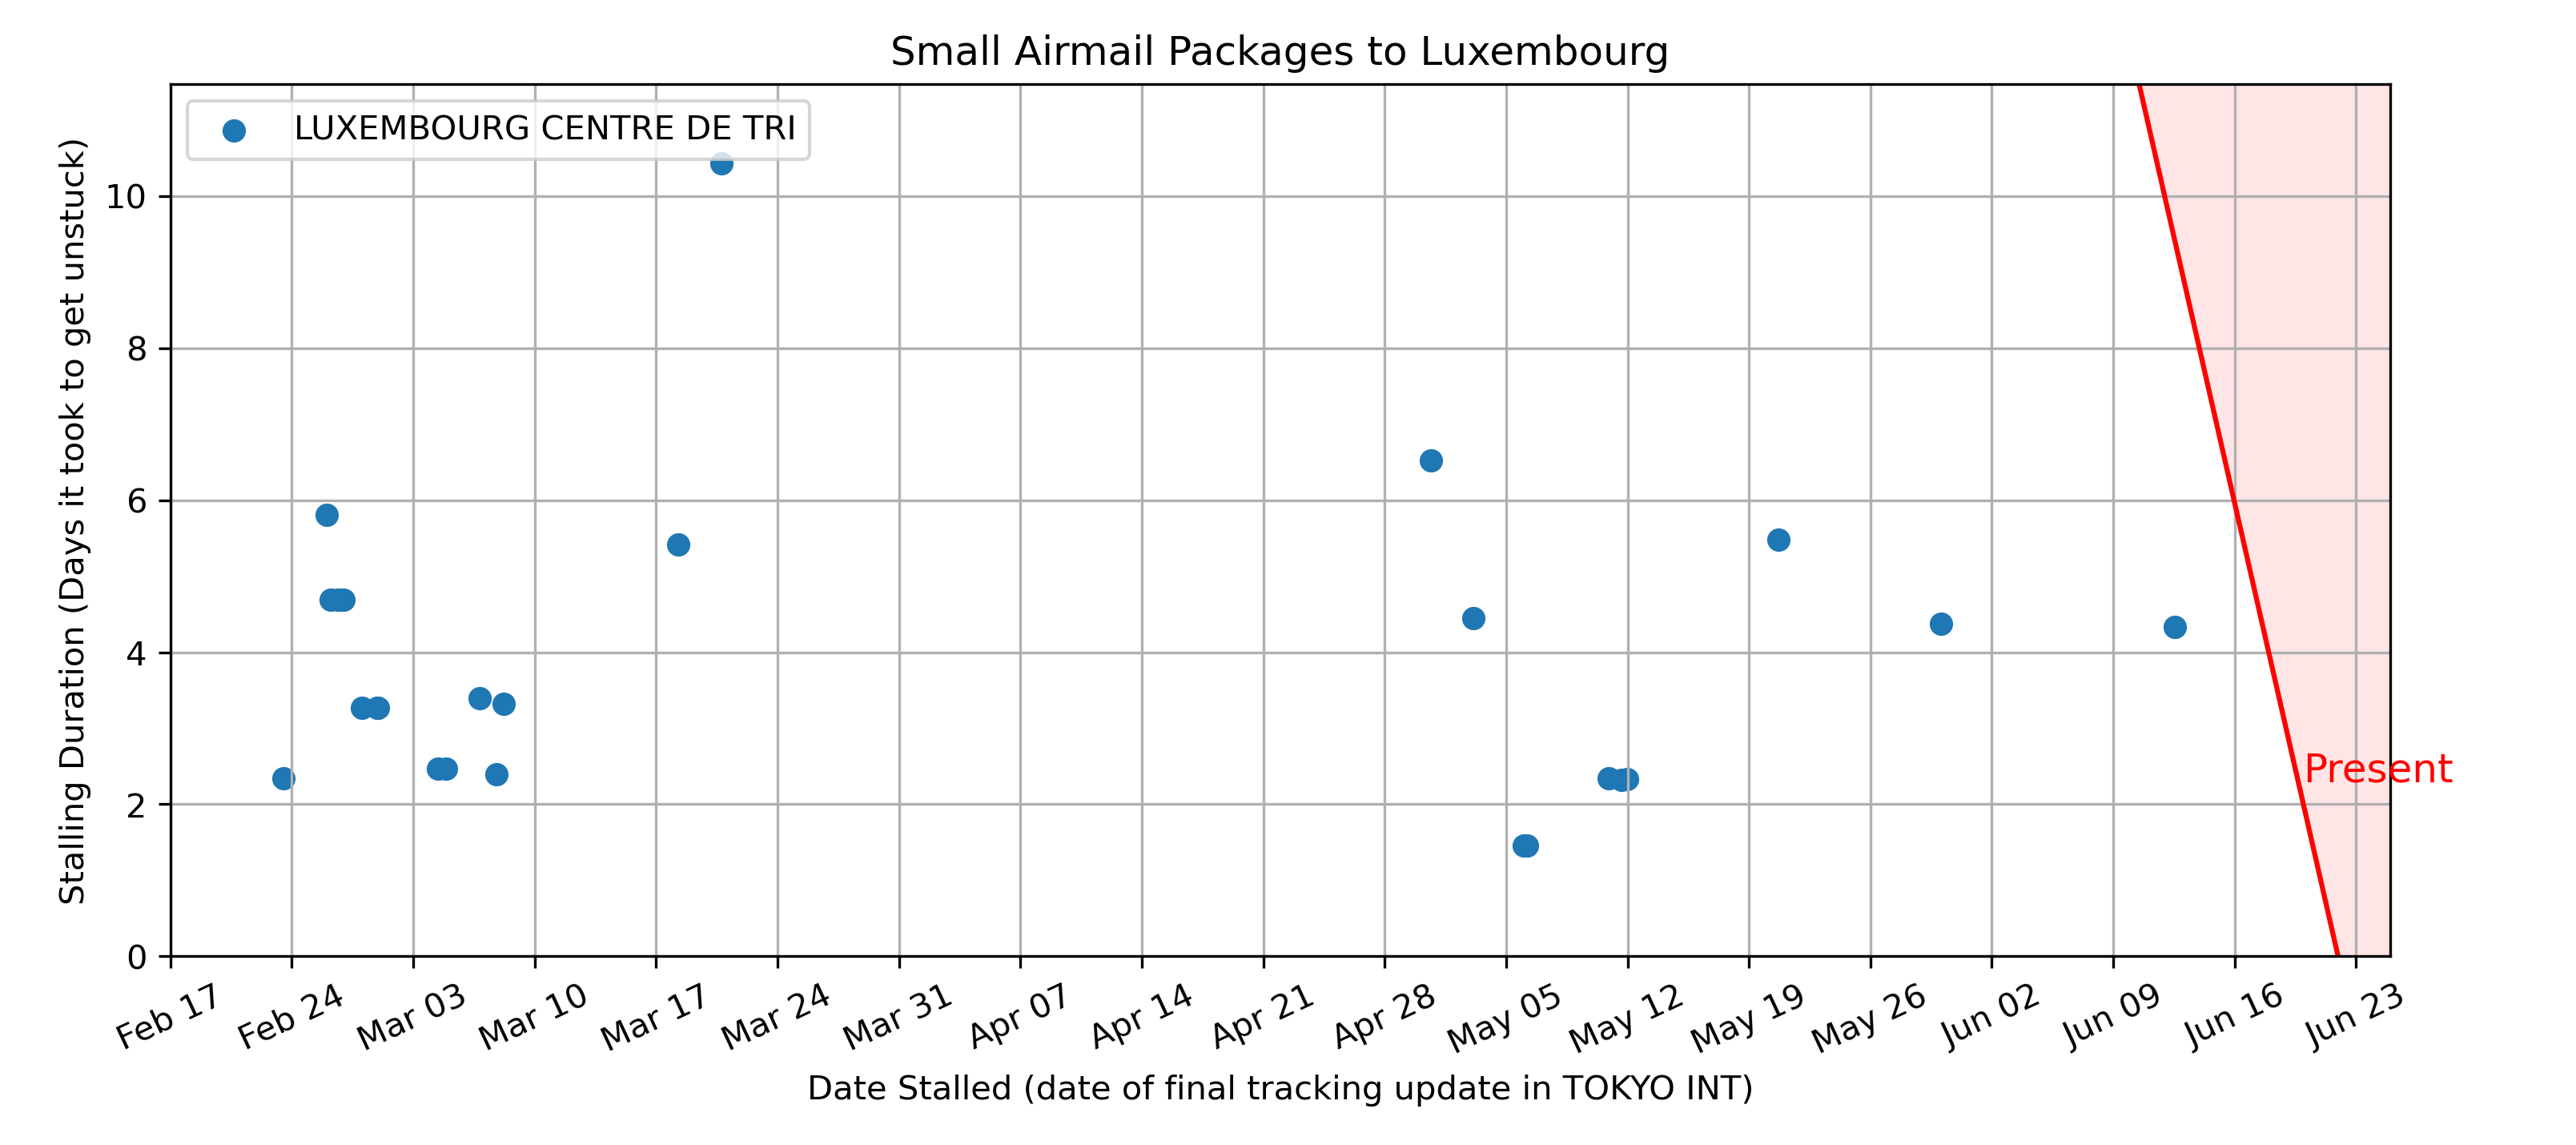 Small Airmail Packages to Luxembourg
LUXEMBOURG CENTRE DE TRI
Stalling Duration (Days it took to get unstuck)
10
8
6
4
2
0
Present
Feb 17
Feb 24
Mar 03
Mar 10
Mar 17
Mar 24
Mar 31
Apr 07
Apr 14
Apr 21
Apr 28
May 05
May 12
May 19
May 26
Jun 02
Jun 09
Jun 16
Jun 23
Date Stalled (date of final tracking update in TOKYO INT)